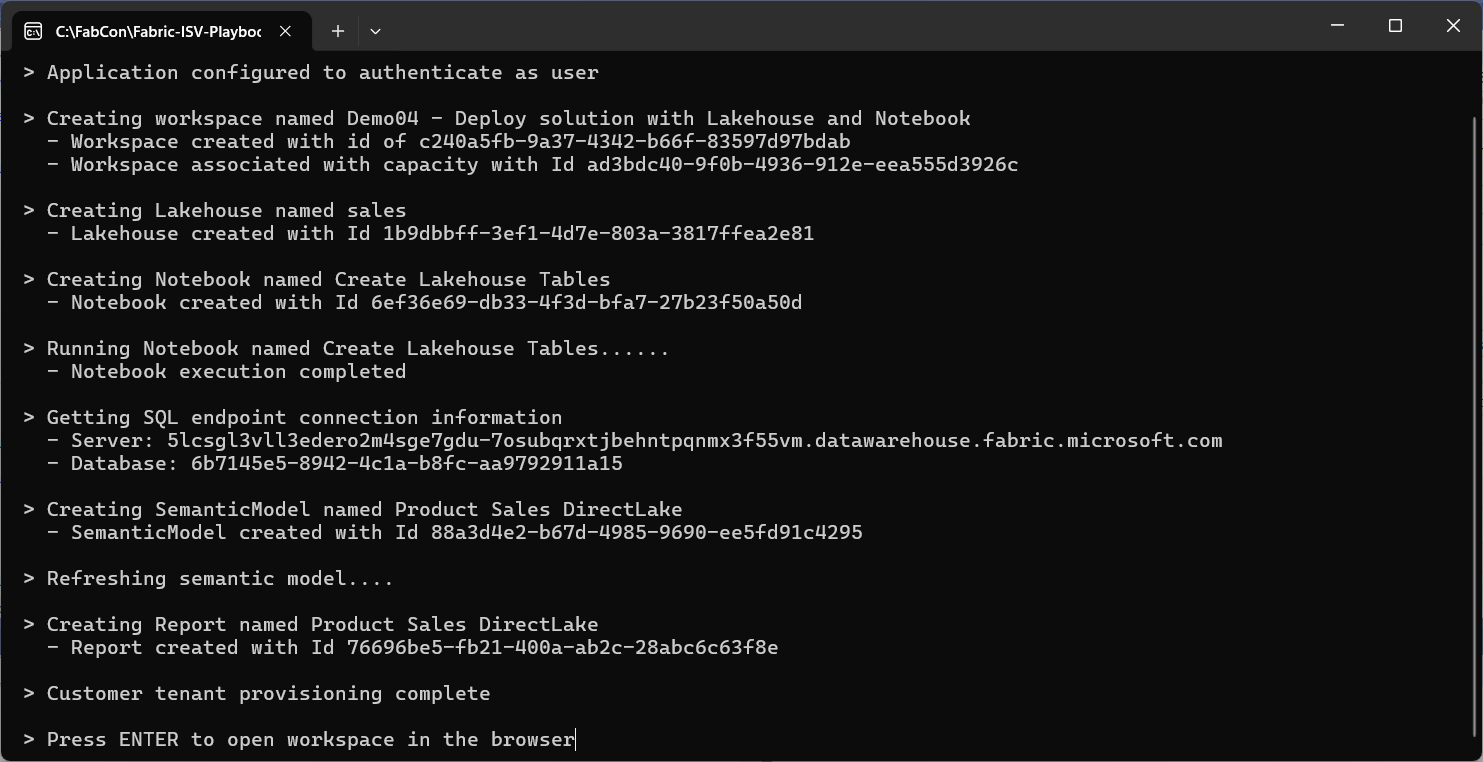 C:\FabCon\Fabric-ISV-Playboo
> Application configured to authenticate as user
> Creating workspace named Demo04 - Deploy solution with Lakehouse and Notebook
- Workspace created with id of c240a5fb-9a37-4342-b66f-83597d97bdab
- Workspace associated with capacity with Id ad3bdc40-9f0b-4936-912e-eea555d3926c
> Creating Lakehouse named sales
- Lakehouse created with Id 1b9dbbff-3ef1-4d7e-803a-3817ffea2e81
> Creating Notebook named Create Lakehouse Tables
- Notebook created with Id 6ef36e69-db33-4f3d-bfa7-27b23f50a50d
> Running Notebook named Create Lakehouse Tables......
- Notebook execution completed
> Getting SQL endpoint connection information
- Server: 5lcsgl3vll3edero2m4sge7gdu-7osubqrxtjbehntpqnmx3f55vm.datawarehouse.fabric.microsoft.com
- Database: 6b7145e5-8942-4c1a-b8fc-aa9792911a15
> Creating SemanticModel named Product Sales DirectLake
- SemanticModel created with Id 88a3d4e2-b67d-4985-9690-ee5fd91c4295
> Refreshing semantic model....
> Creating Report named Product Sales DirectLake
- Report created with Id 76696be5-fb21-400a-ab2c-28abc6c63f8e
> Customer tenant provisioning complete
> Press ENTER to open workspace in the browser